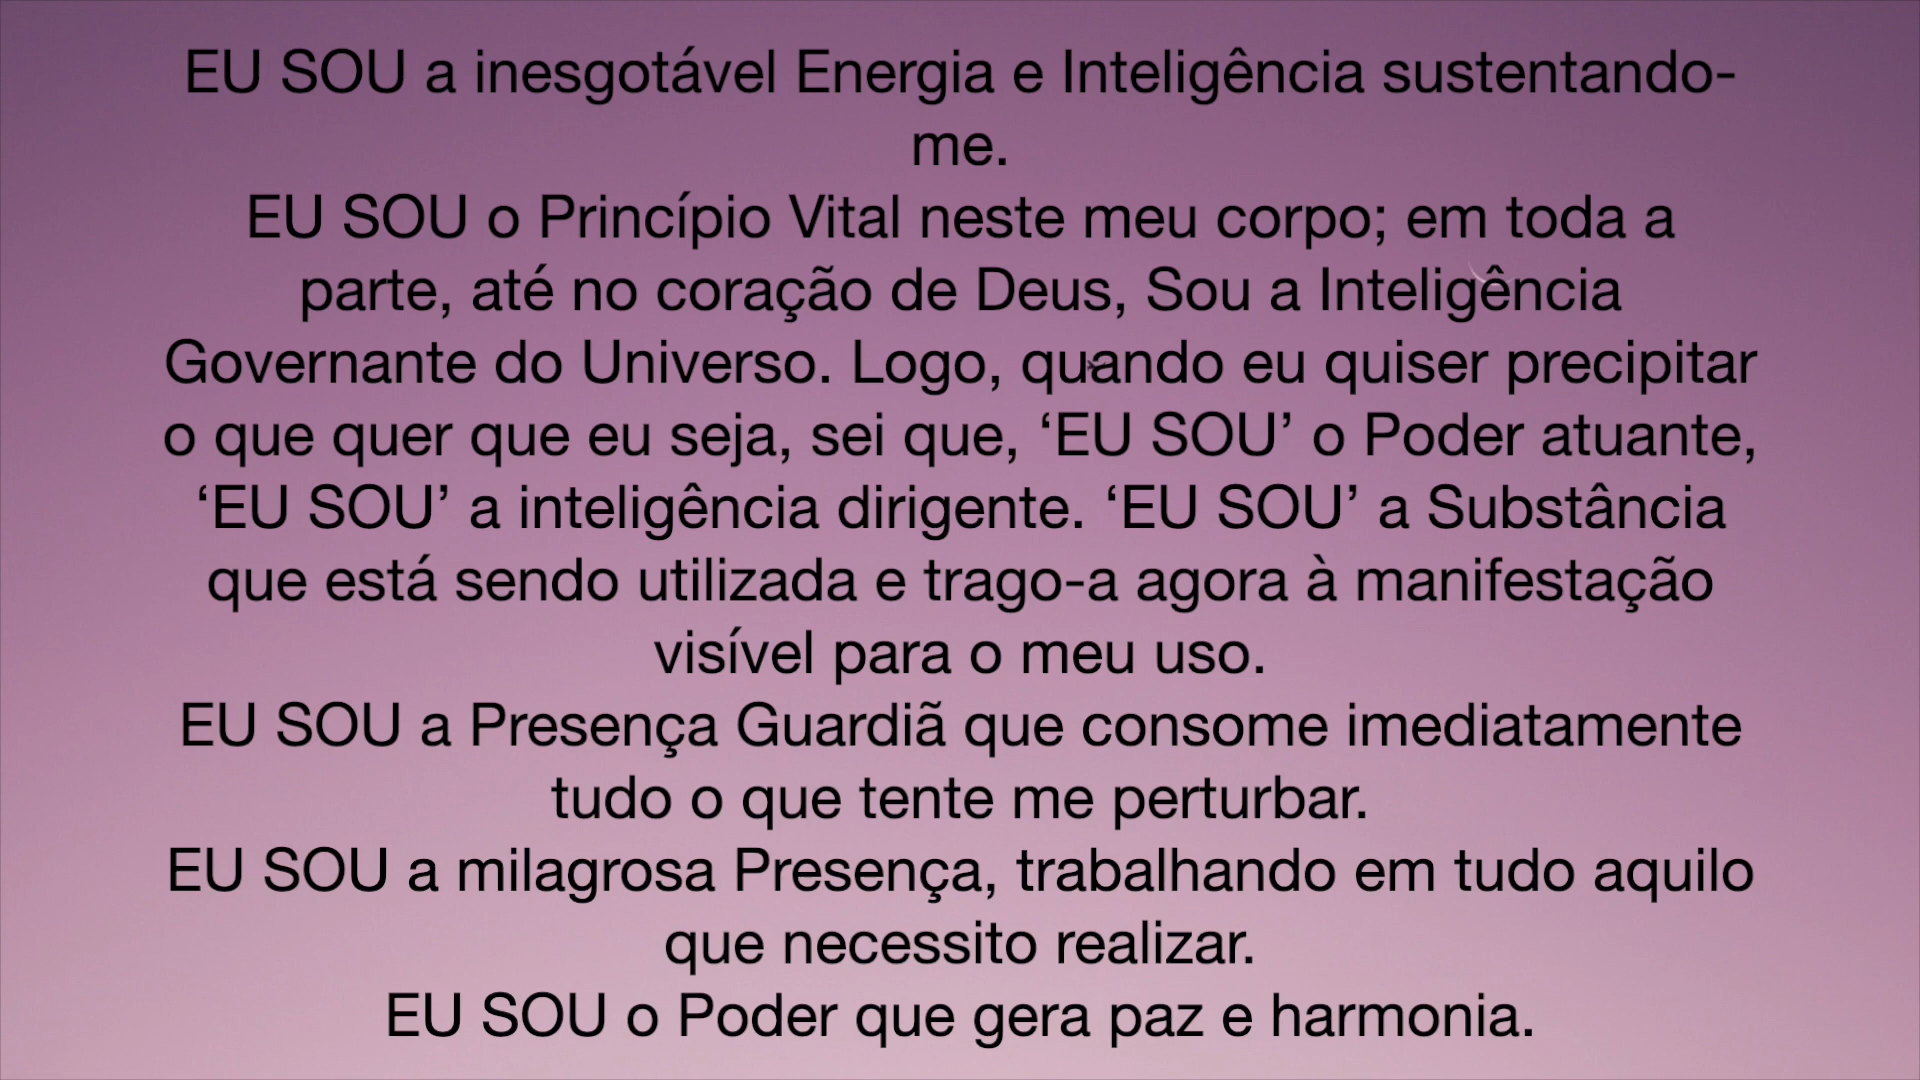 EU SOU a inesgotável Energia e Inteligência sustentando-
me.
EU SOU o Princípio Vital neste meu corpo; em toda a
parte, até no coração de Deus, Sou a Inteligência
Governante do Universo. Logo, quando eu quiser precipitar
o que quer que eu seja, sei que, ‘EU SOU’ o Poder atuante,
‘EU SOU’ a inteligência dirigente. ‘EU SOU’ a Substância
que está sendo utilizada e trago-a agora à manifestação
visível para o meu uso.
EU SOU a Presença Guardiã que consome imediatamente
tudo o que tente me perturbar.
EU SOU a milagrosa Presença, trabalhando em tudo aquilo
que necessito realizar.
EU SOU o Poder que gera paz e harmonia.